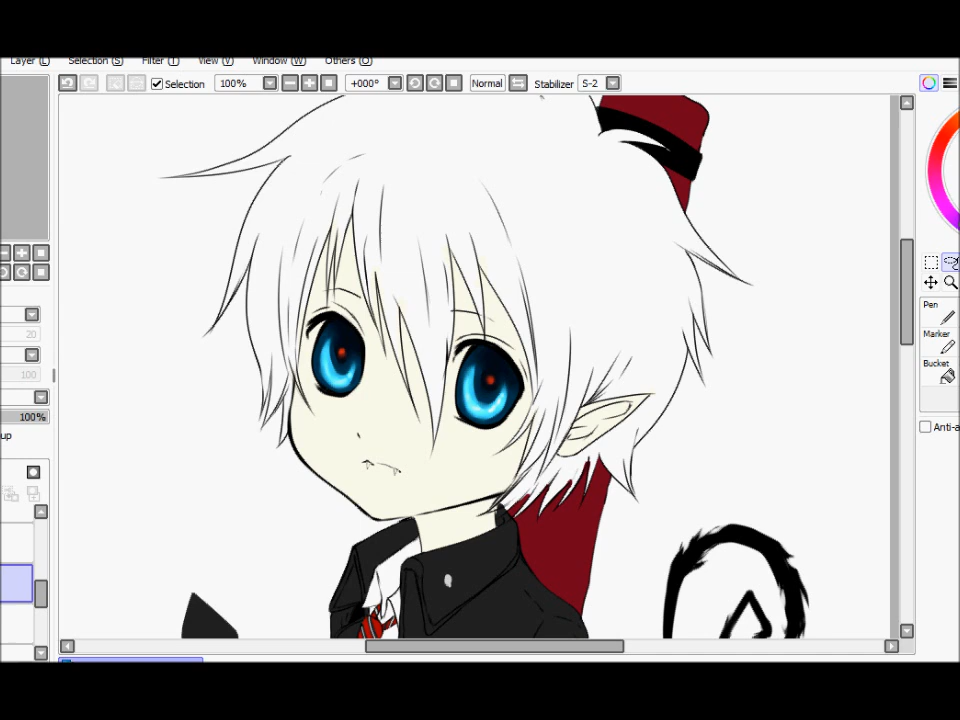 Layer (L) Selection (S) Filter (T) View (V) Window (W) Others (O)
Selection 100% +000° Normal Stabilizer S-2
20
100
100%
up
Pen
Marker
Bucket
Anti-a